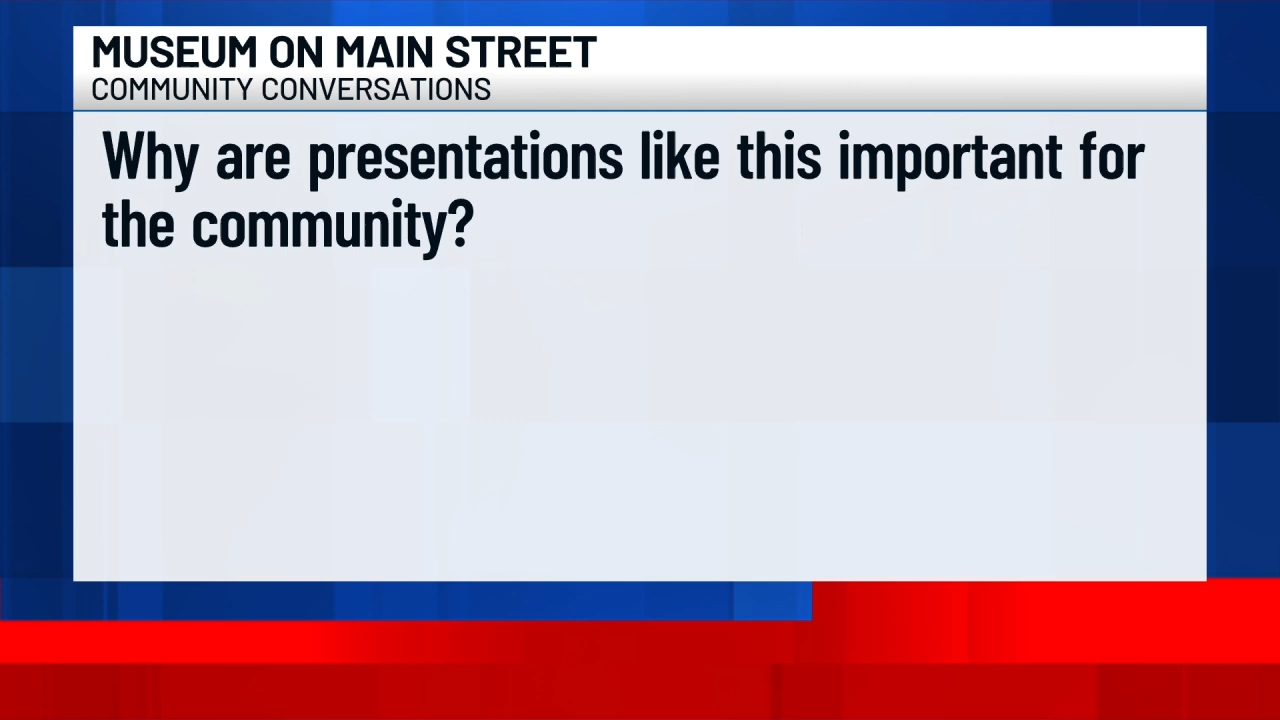 MUSEUM ON MAIN STREET
COMMUNITY CONVERSATIONS
Why are presentations like this important for
the community?